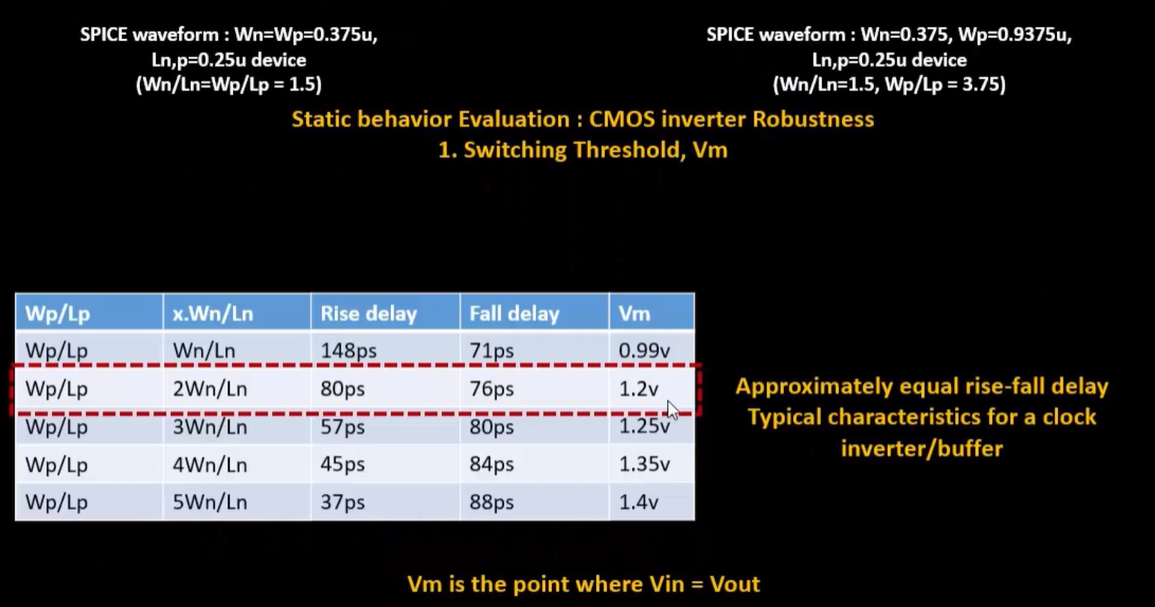 SPICE waveform : Wn=Wp=0.375u,
Ln,p=0.25u device
(Wn/Ln=Wp/Lp = 1.5)
SPICE waveform : Wn=0.375, Wp=0.9375u,
Ln,p=0.25u device
(Wn/Ln=1.5, Wp/Lp = 3.75)
Static behavior Evaluation : CMOS inverter Robustness
1. Switching Threshold, Vm
Wp/Lp x.Wn/Ln Rise delay Fall delay Vm
Wp/Lp Wn/Ln 148ps 71ps 0.99v
Wp/Lp 2Wn/Ln 80ps 76ps 1.2v
Wp/Lp 3Wn/Ln 57ps 80ps 1.25v
Wp/Lp 4Wn/Ln 45ps 84ps 1.35v
Wp/Lp 5Wn/Ln 37ps 88ps 1.4v
Approximately equal rise-fall delay
Typical characteristics for a clock
inverter/buffer
Vm is the point where Vin = Vout